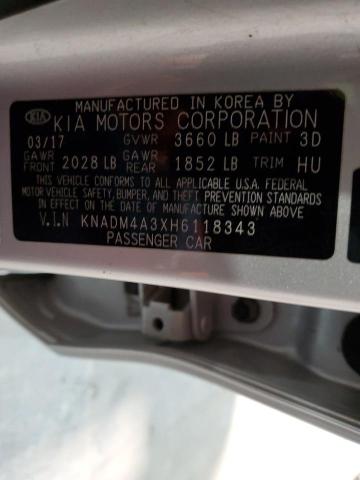 MANUFACTURED IN KOREA BY
KIA KIA MOTORS CORPORATION
03/17 GVWR 3660 LB PAINT 3D
GAWR FRONT 2028 LB GAWR REAR 1852 LB TRIM HU
THIS VEHICLE CONFORMS TO ALL APPLICABLE U.S.A. FEDERAL
MOTOR VEHICLE SAFETY, BUMPER, AND THEFT PREVENTION STANDARDS
IN EFFECT ON THE DATE OF MANUFACTURE SHOWN ABOVE
V.I.N KNADM4A3XH6118343
PASSENGER CAR